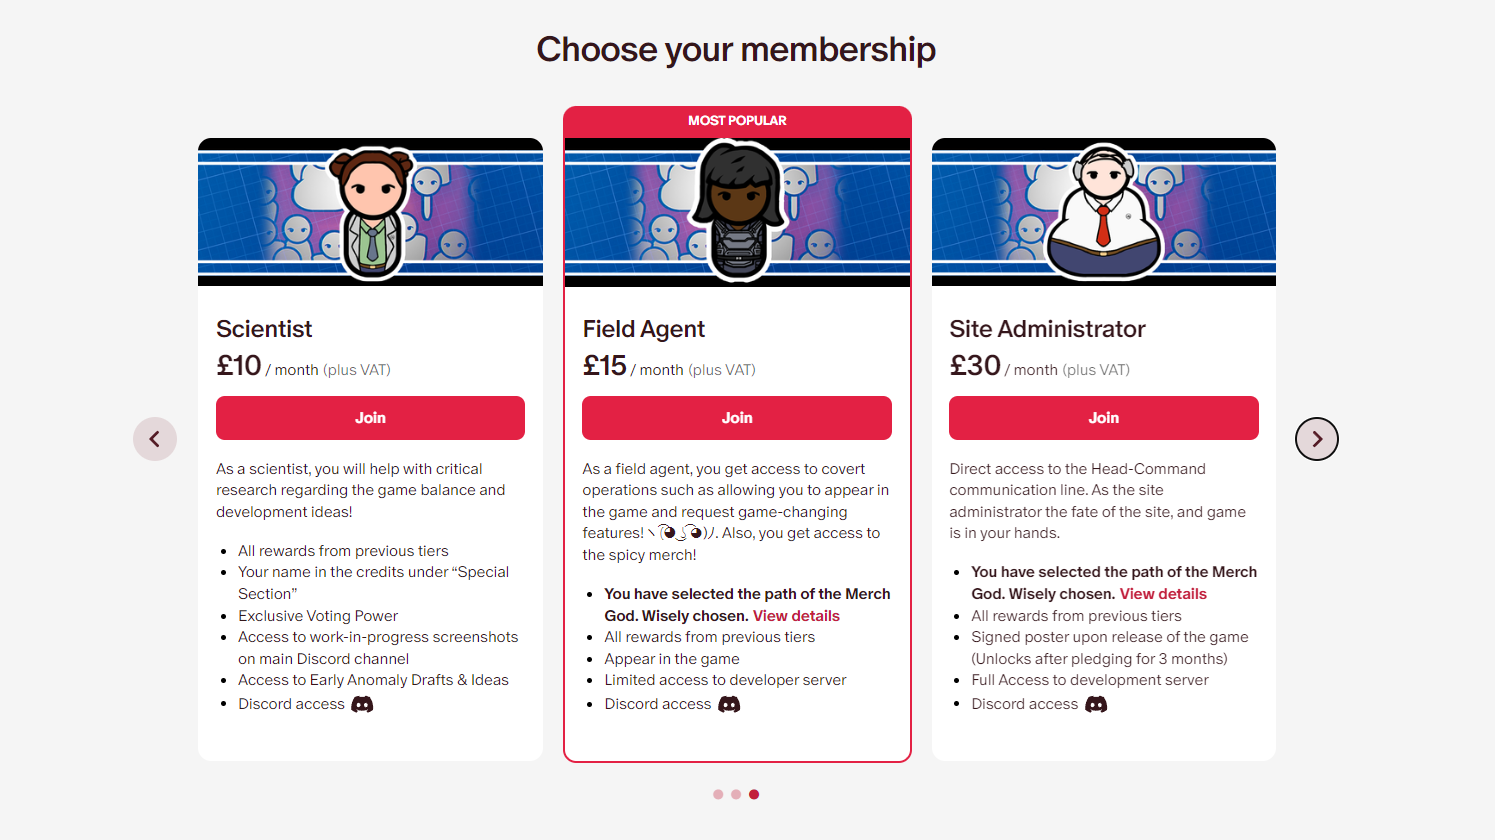 Choose your membership
MOST POPULAR
Scientist
£10 / month (plus VAT)
Join
As a scientist, you will help with critical
research regarding the game balance and
development ideas!
All rewards from previous tiers
Your name in the credits under “Special
Section”
Exclusive Voting Power
Access to work-in-progress screenshots
on main Discord channel
Access to Early Anomaly Drafts & Ideas
Discord access
Field Agent
£15 / month (plus VAT)
Join
As a field agent, you get access to covert
operations such as allowing you to appear in
the game and request game-changing
features! ヽ(͡◕ ͜ʖ ͡◕)ﾉ. Also, you get access to
the spicy merch!
You have selected the path of the Merch
God. Wisely chosen. View details
All rewards from previous tiers
Appear in the game
Limited access to developer server
Discord access
Site Administrator
£30 / month (plus VAT)
Join
Direct access to the Head-Command
communication line. As the site
administrator the fate of the site, and game
is in your hands.
You have selected the path of the Merch
God. Wisely chosen. View details
All rewards from previous tiers
Signed poster upon release of the game
(Unlocks after pledging for 3 months)
Full Access to development server
Discord access